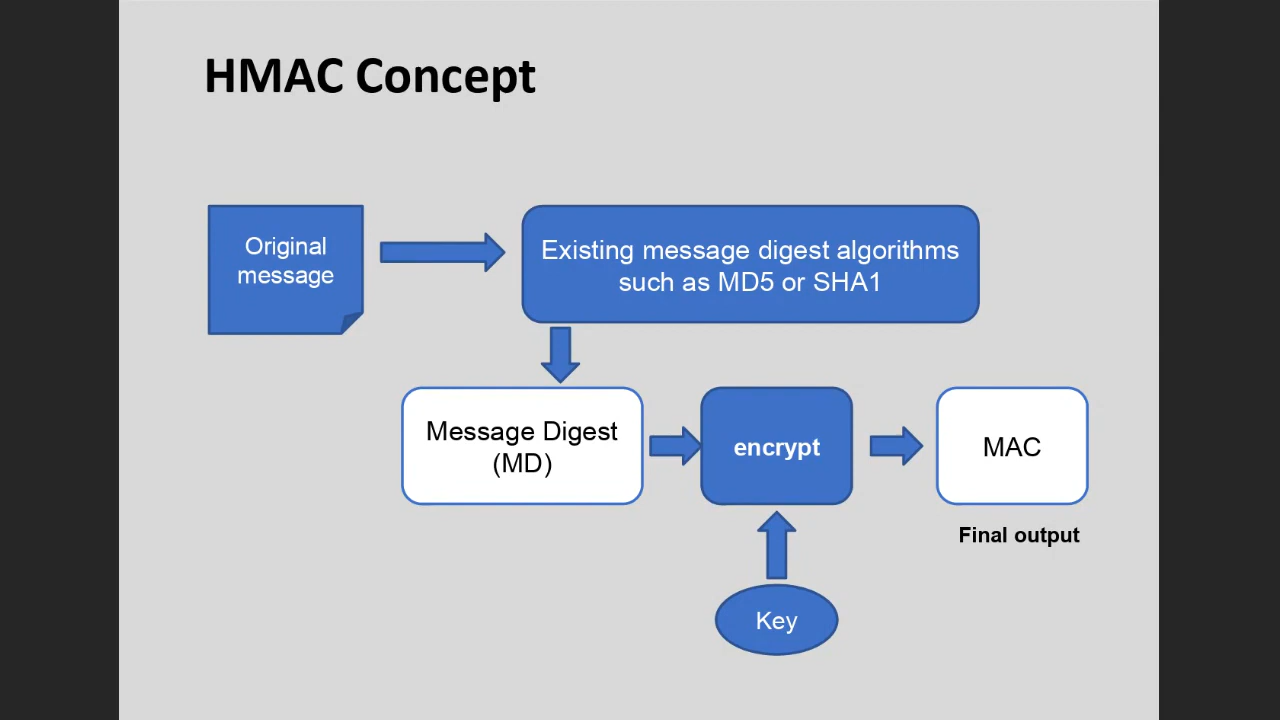 HMAC Concept
Original
message
Existing message digest algorithms
such as MD5 or SHA1
Message Digest
(MD)
encrypt
MAC
Final output
Key